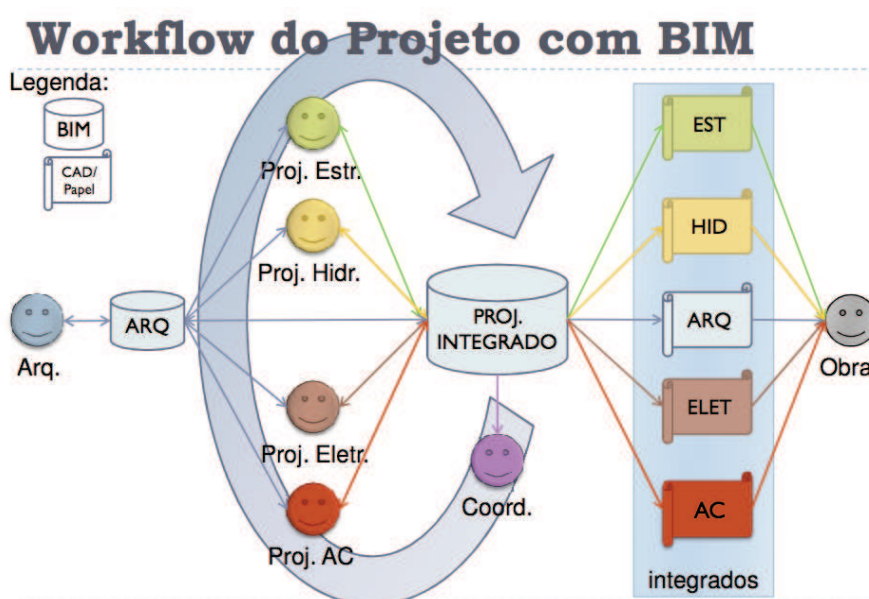 Workflow do Projeto com BIM
Legenda:
BIM
CAD/
Papel
Proj. Estr.
Proj. Hidr.
Arq.
ARQ
Proj. Eletr.
Proj. AC
PROJ.
INTEGRADO
Coord.
EST
HID
ARQ
ELET
AC
integrados
Obra